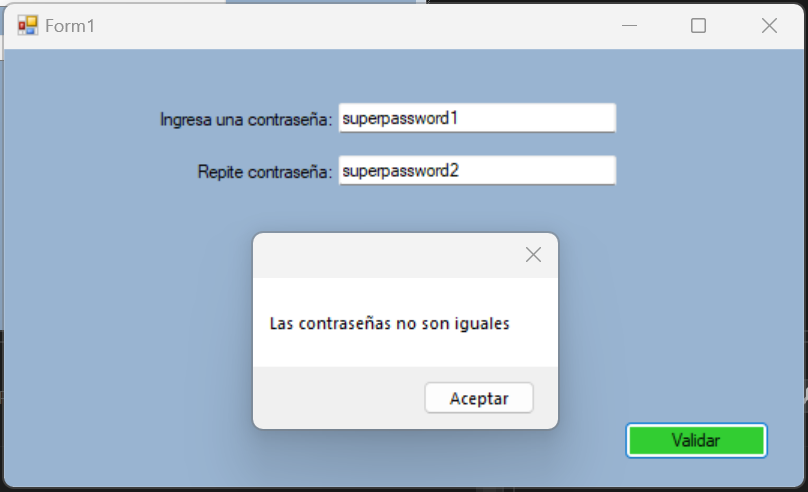 Form1
Ingresa una contraseña: superpassword1
Repite contraseña: superpassword2
Las contraseñas no son iguales
Aceptar
Validar